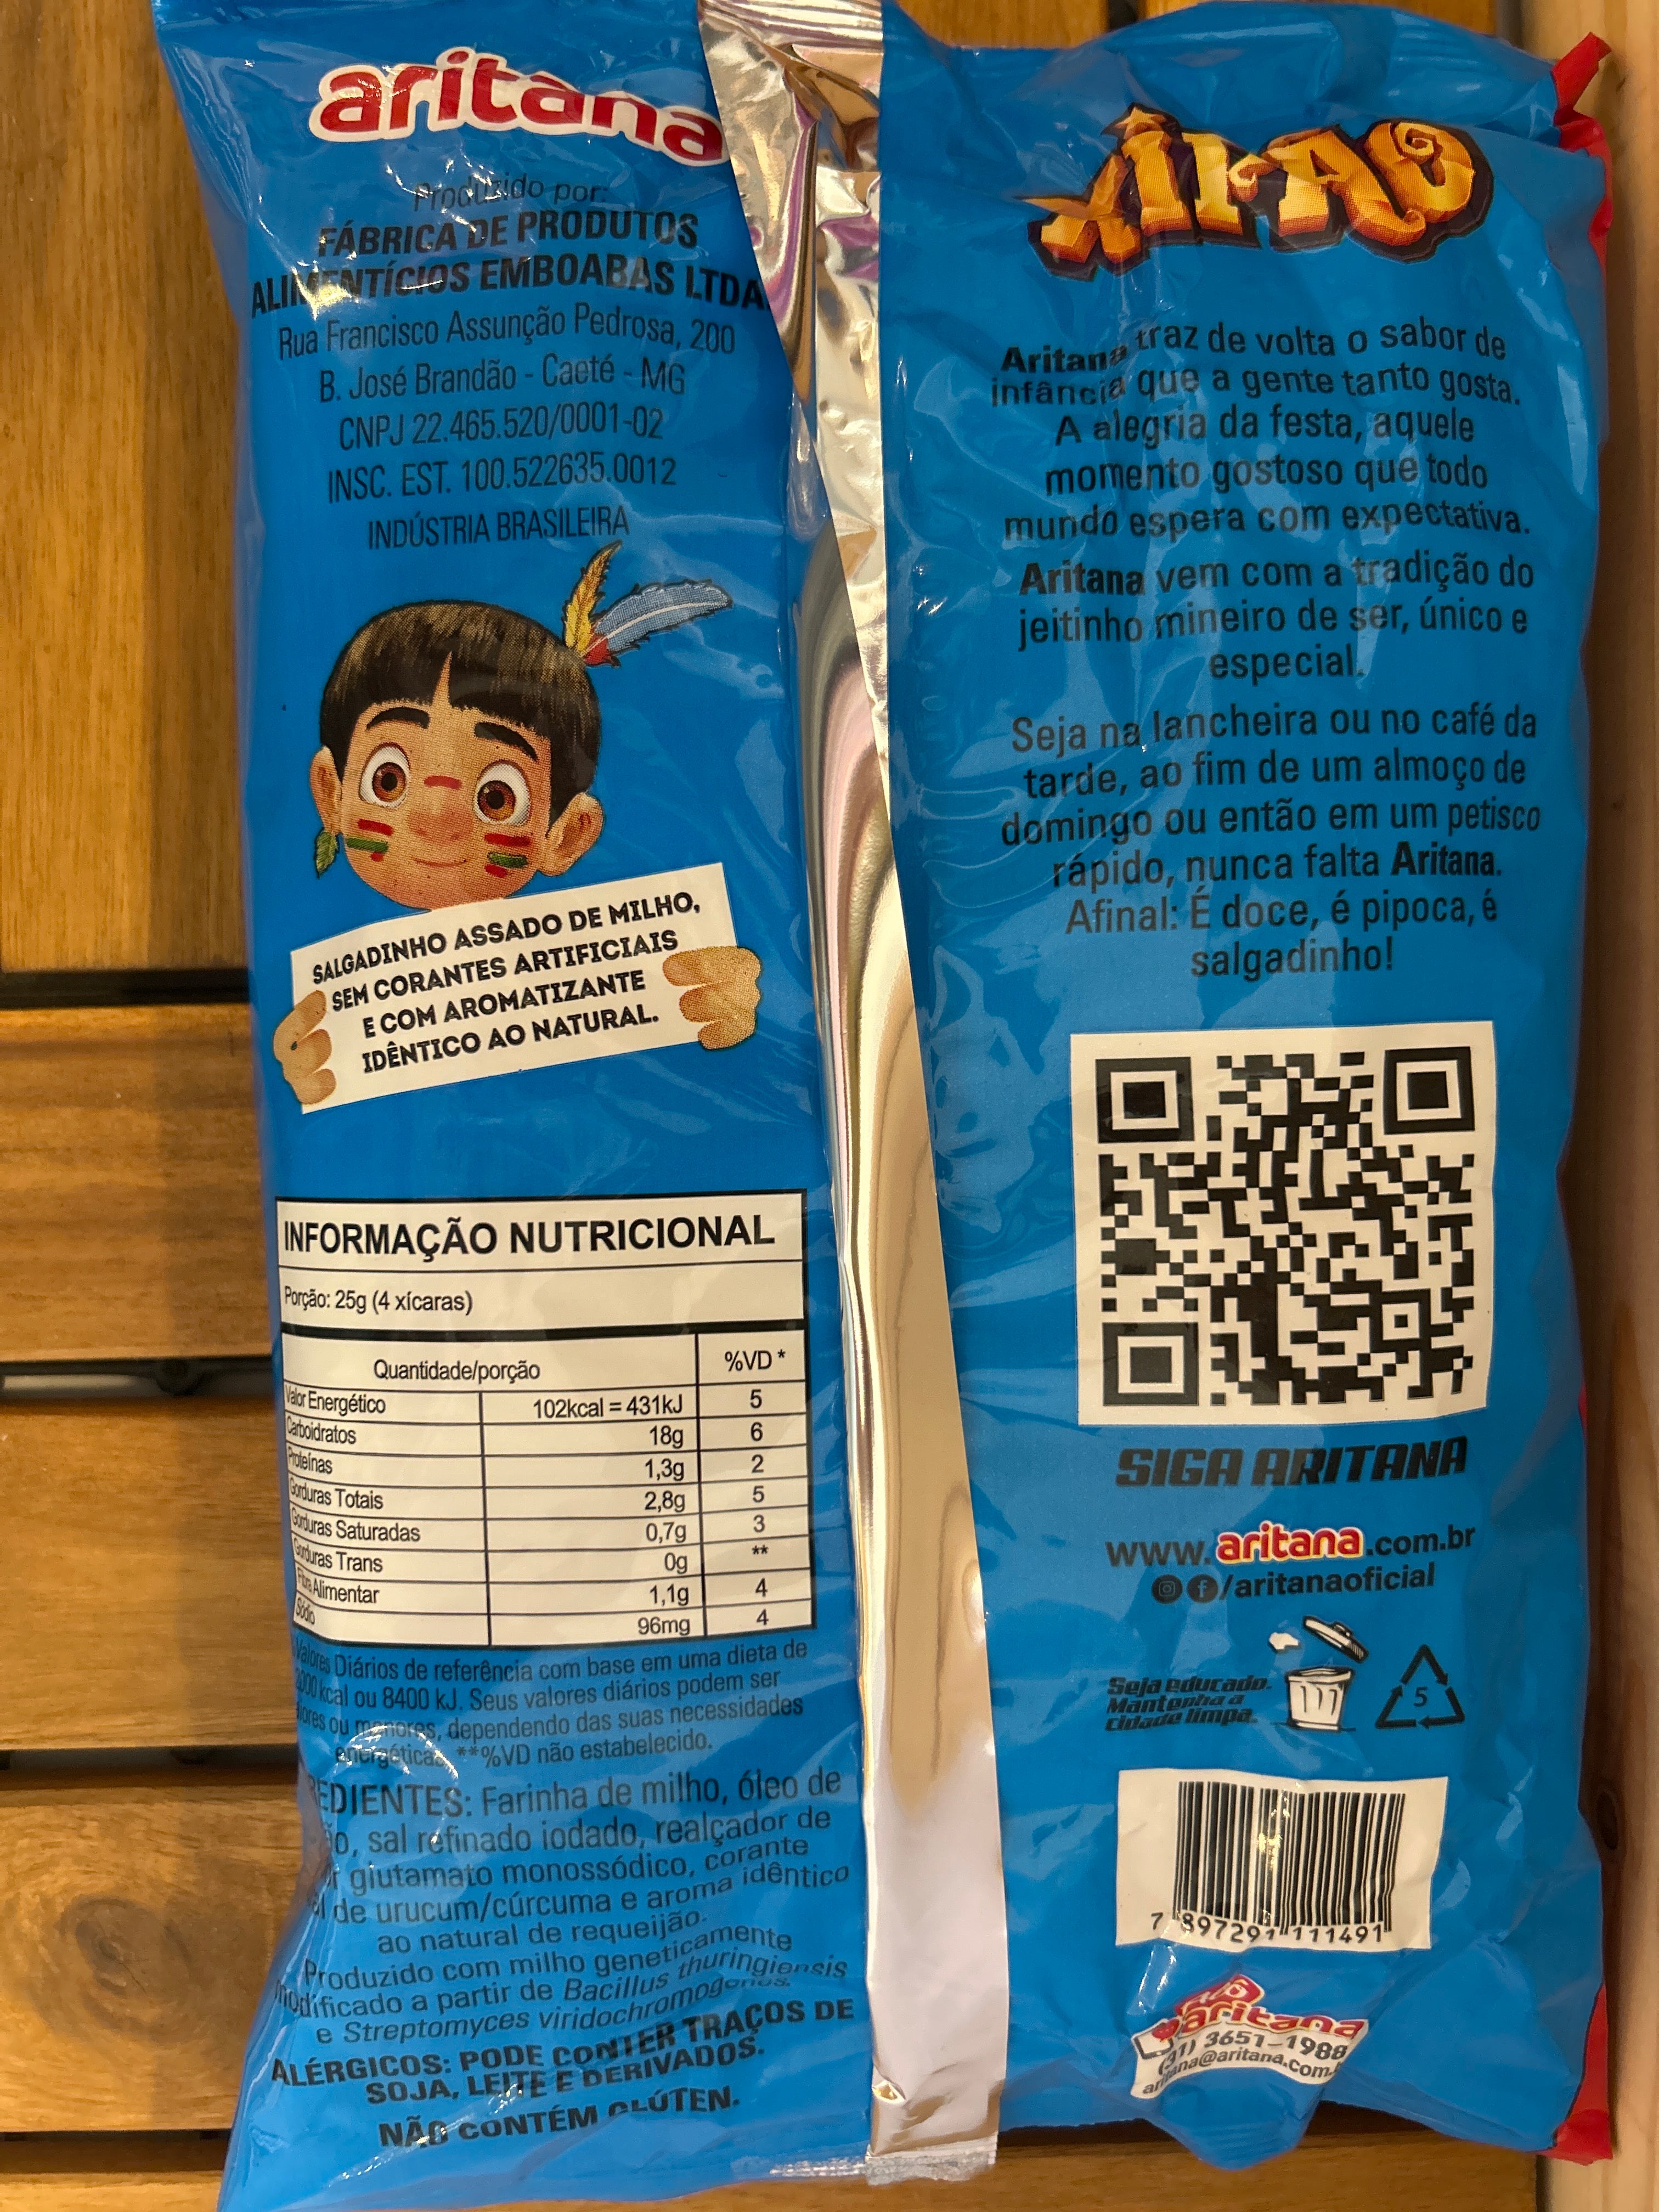 aritana
Produzido por:
FÁBRICA DE PRODUTOS
ALIMENTÍCIOS EMBOABAS LTDA
Rua Francisco Assunção Pedrosa, 200
B. José Brandão - Caeté - MG
CNPJ 22.465.520/0001-02
INSC. EST. 100.522635.0012
INDÚSTRIA BRASILEIRA
SALGADINHO ASSADO DE MILHO,
SEM CORANTES ARTIFICIAIS
E COM AROMATIZANTE
IDÊNTICO AO NATURAL.
INFORMAÇÃO NUTRICIONAL
Porção: 25g (4 xícaras)
Quantidade/porção %VD *
Valor Energético 102kcal = 431kJ 5
Carboidratos 18g 6
Proteínas 1,3g 2
Gorduras Totais 2,8g 5
Gorduras Saturadas 0,7g 3
Gorduras Trans 0g **
Fibra Alimentar 1,1g 4
Sódio 96mg 4
Valores Diários de referência com base em uma dieta de
2000 kcal ou 8400 kJ. Seus valores diários podem ser
ou menores, dependendo das suas necessidades
energéticas. **%VD não estabelecido.
EDIENTES: Farinha de milho, óleo de
sal refinado iodado, realçador de
glutamato monossódico, corante
de urucum/cúrcuma e aroma idêntico
ao natural de requeijão.
Produzido com milho geneticamente
modificado a partir de Bacillus thuringiensis
e Streptomyces viridochromogenes.
ALÉRGICOS: PODE CONTER TRAÇOS DE
SOJA, LEITE E DERIVADOS.
NÃO CONTÉM GLÚTEN.
Aritana traz de volta o sabor de
infância que a gente tanto gosta.
A alegria da festa, aquele
momento gostoso que todo
mundo espera com expectativa.
Aritana vem com a tradição do
jeitinho mineiro de ser, único e
especial.
Seja na lancheira ou no café da
tarde, ao fim de um almoço de
domingo ou então em um petisco
rápido, nunca falta Aritana.
Afinal: É doce, é pipoca, é
salgadinho!
SIGA ARITANA
www.aritana.com.br
/aritanaoficial
Seja educado.
Mantenha a
cidade limpa.
5
7 897291 111491
aritana
(31) 3651-1988